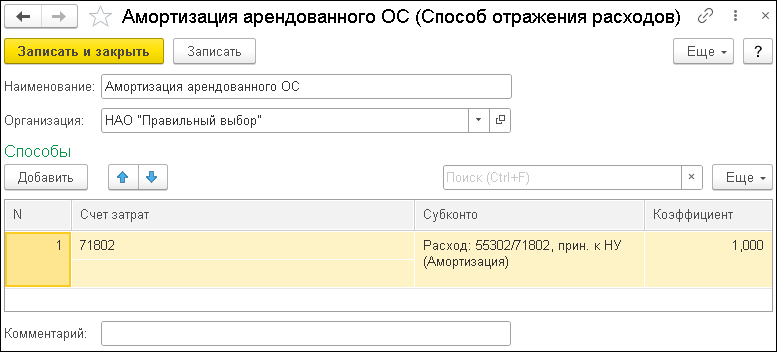 Амортизация арендованного ОС (Способ отражения расходов)
Записать и закрыть Записать Еще ?
Наименование: Амортизация арендованного ОС
Организация: НАО "Правильный выбор"
Способы
Добавить Поиск (Ctrl+F) × Еще
N Счет затрат Субконто Коэффициент
1 71802 Расход: 55302/71802, прин. к НУ 1,000
(Амортизация)
Комментарий: